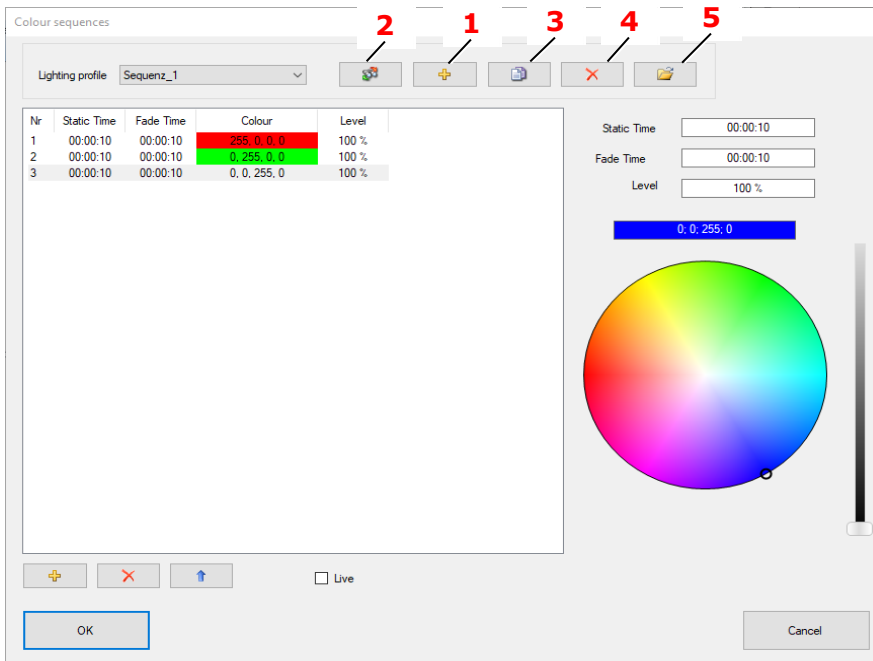 Colour sequences
2 1 3 4 5
Lighting profile Sequenz_1
Nr Static Time Fade Time Colour Level
1 00:00:10 00:00:10 255, 0, 0, 0 100 %
2 00:00:10 00:00:10 0, 255, 0, 0 100 %
3 00:00:10 00:00:10 0, 0, 255, 0 100 %
Static Time 00:00:10
Fade Time 00:00:10
Level 100 %
0; 0; 255; 0
Live
OK Cancel